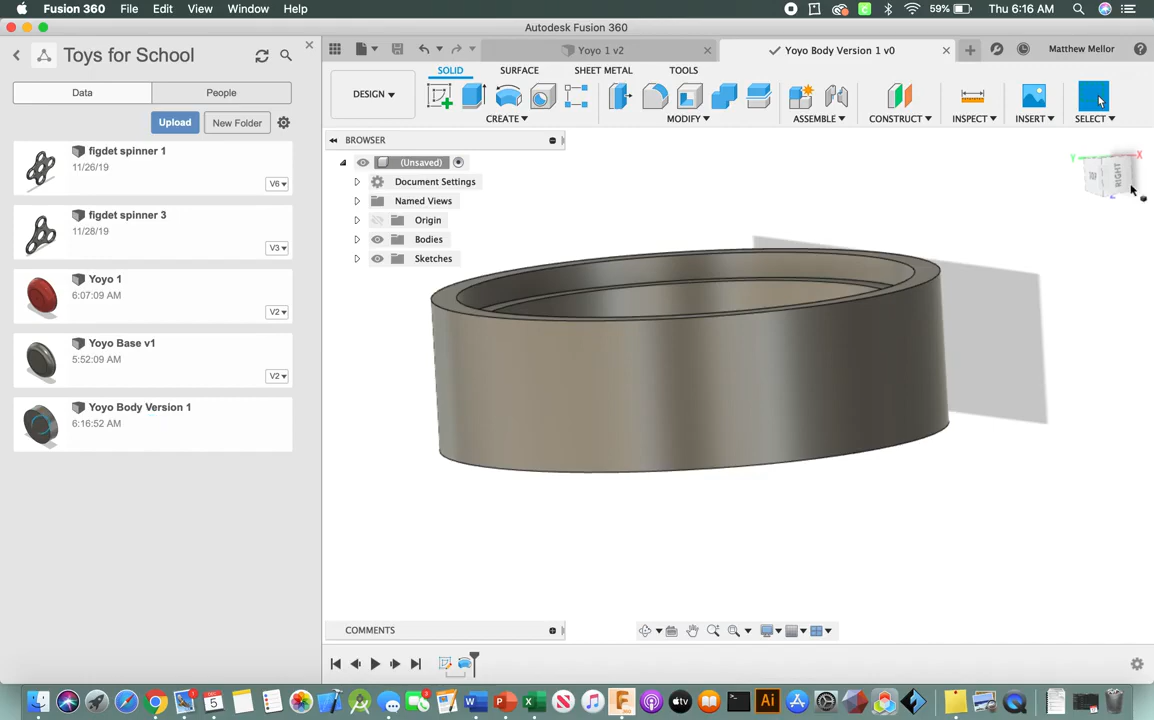 Fusion 360 File Edit View Window Help
59% Thu 6:16 AM
Autodesk Fusion 360
Toys for School
Yoyo 1 v2
Yoyo Body Version 1 v0
Matthew Mellor
Data People
Upload New Folder
SOLID SURFACE SHEET METAL TOOLS
DESIGN ▾
CREATE ▾ MODIFY ▾ ASSEMBLE ▾ CONSTRUCT ▾ INSPECT ▾ INSERT ▾ SELECT ▾
BROWSER
(Unsaved)
Document Settings
Named Views
Origin
Bodies
Sketches
figdet spinner 1
11/26/19
V6▾
figdet spinner 3
11/28/19
V3▾
Yoyo 1
6:07:09 AM
V2▾
Yoyo Base v1
5:52:09 AM
V2▾
Yoyo Body Version 1
6:16:52 AM
Y X
RIGHT
COMMENTS